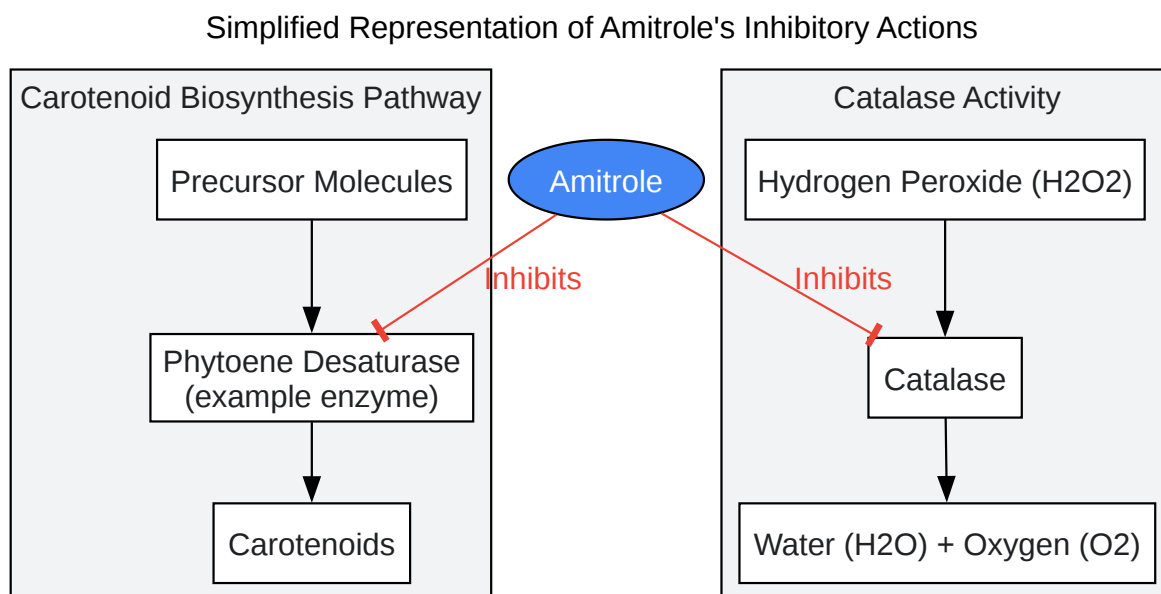 Simplified Representation of Amitrole's Inhibitory Actions
Carotenoid Biosynthesis Pathway
Precursor Molecules
Inhibits
Phytoene Desaturase
(example enzyme)
Carotenoids
Amitrole
Catalase Activity
Hydrogen Peroxide (H2O2)
Inhibits
Catalase
Water (H2O) + Oxygen (O2)